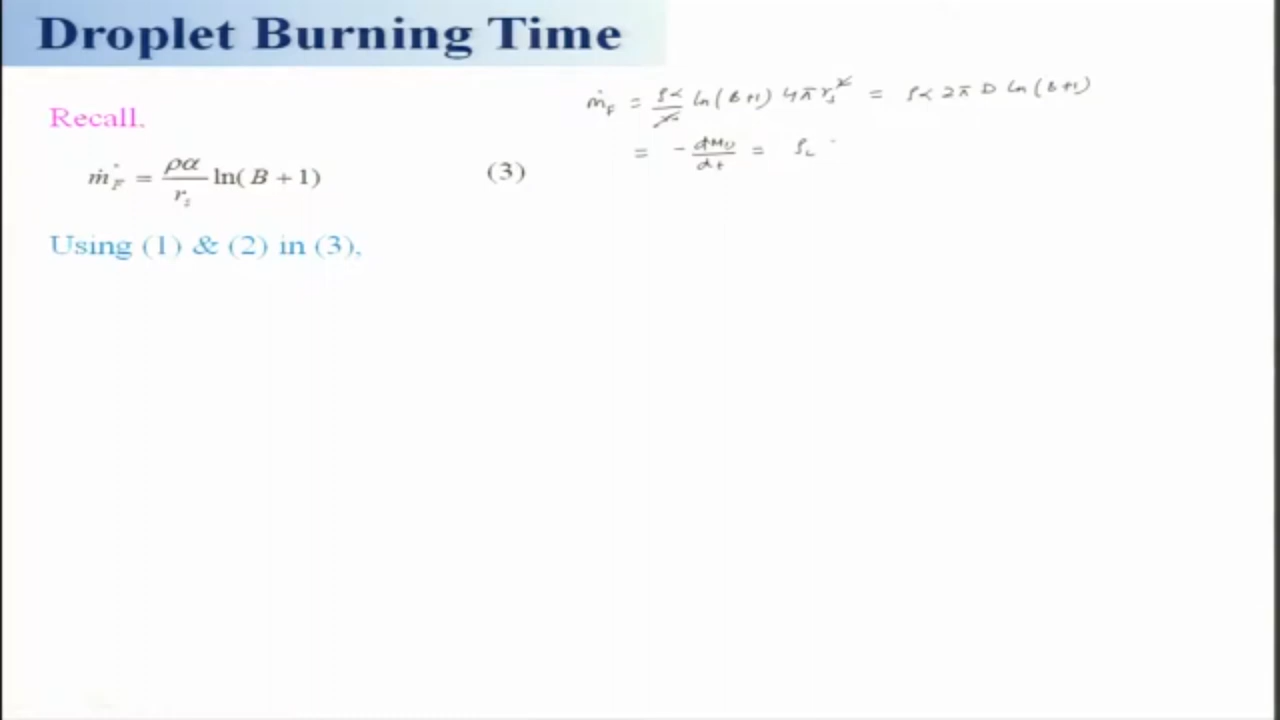 Droplet Burning Time
ṁ_F = ρα/r_s ln(B+1) 4π r_s² = ρα 2π D ln(B+1)
Recall,
= - dM_D/dt = ρ_L
ṁ″_F = ρα/r_s ln(B + 1) (3)
Using (1) & (2) in (3),